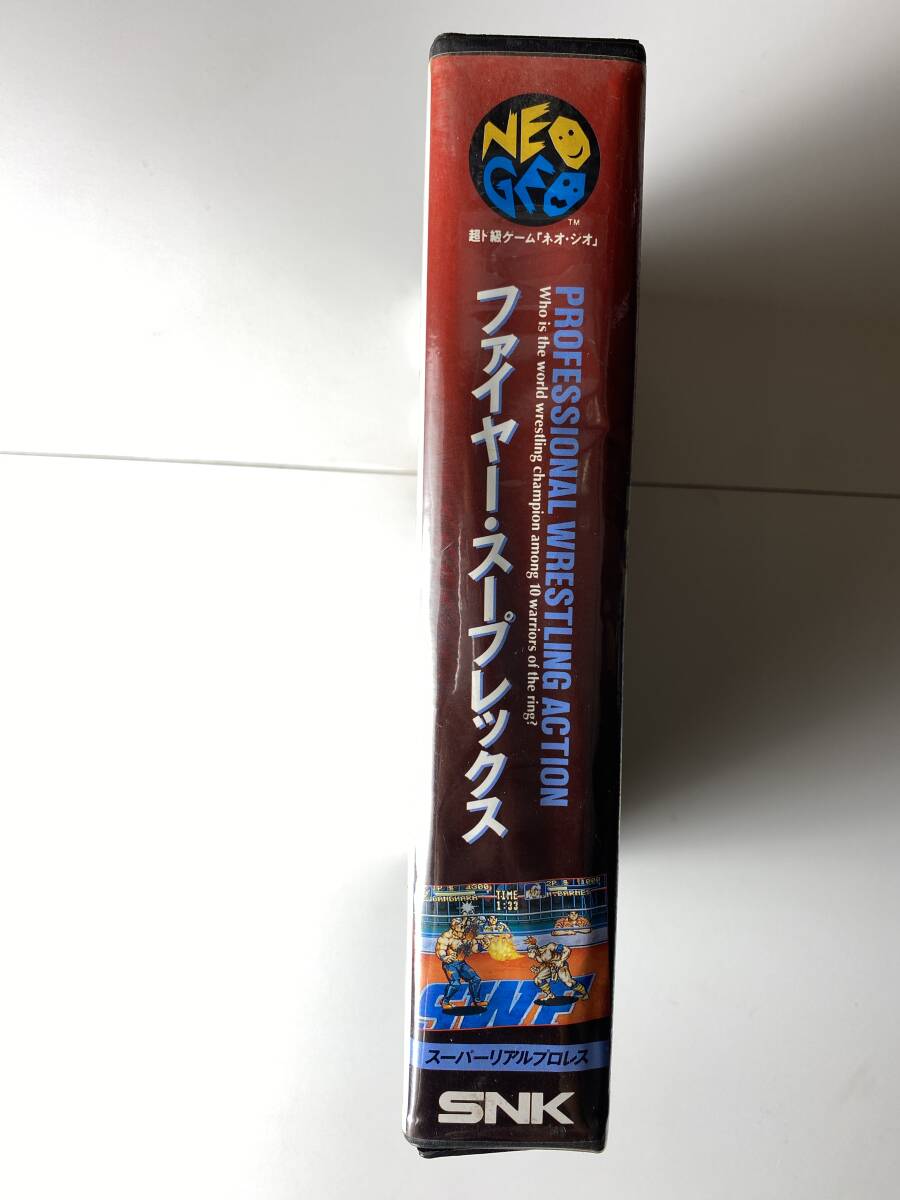 NEO
GEO
TM
超ド級ゲーム「ネオ・ジオ」
PROFESSIONAL WRESTLING ACTION
Who is the world wrestling champion among 10 warriors of the ring?
ファイヤー・スープレックス
TIME
1:33
SWF
スーパーリアルプロレス
SNK